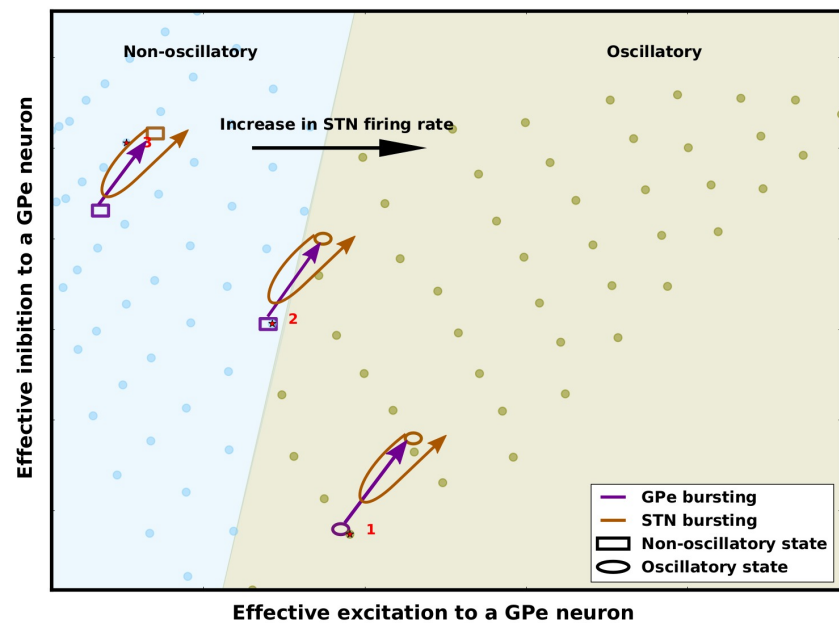 Non-oscillatory
Oscillatory
Increase in STN firing rate
3
2
1
Effective inibition to a GPe neuron
GPe bursting
STN bursting
Non-oscillatory state
Oscillatory state
Effective excitation to a GPe neuron